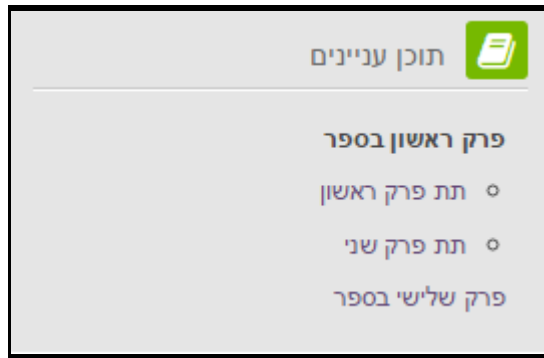 תוכן עניינים
פרק ראשון בספר
תת פרק ראשון
תת פרק שני
פרק שלישי בספר